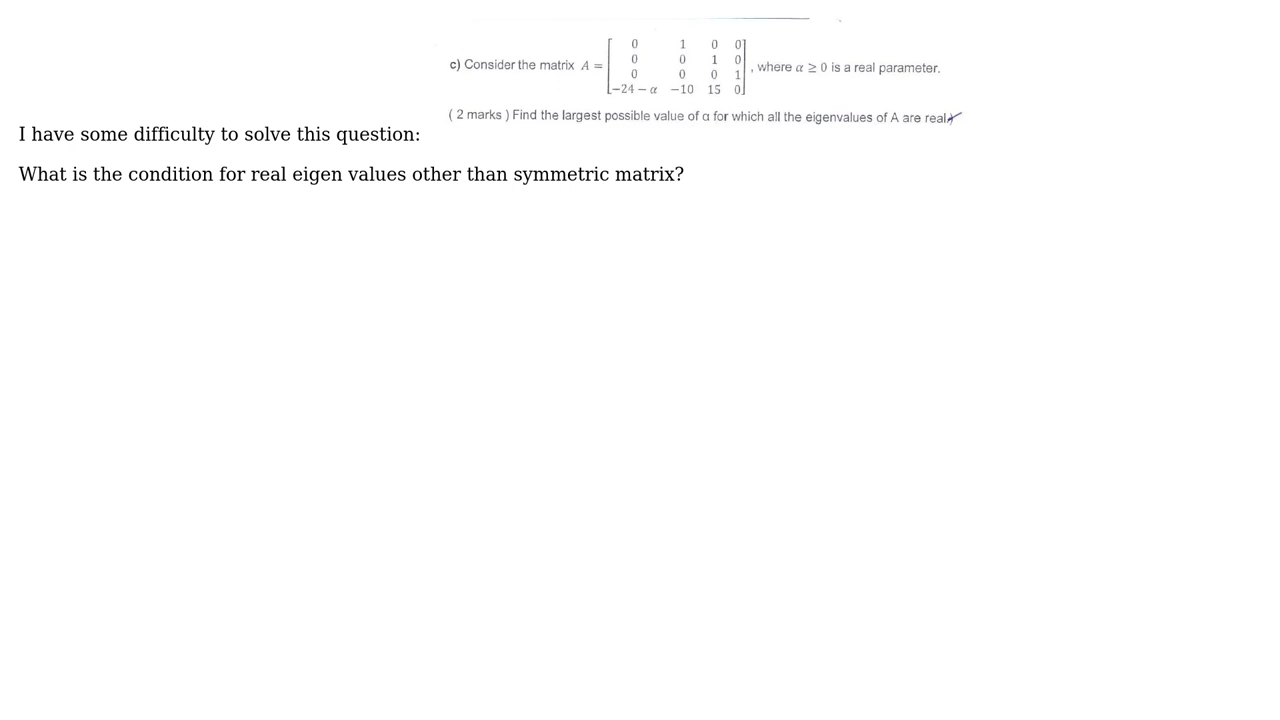 c) Consider the matrix A = [ 0 1 0 0
0 0 1 0
0 0 0 1
−24 − α −10 15 0 ] , where α ≥ 0 is a real parameter.
( 2 marks ) Find the largest possible value of α for which all the eigenvalues of A are real.
I have some difficulty to solve this question:
What is the condition for real eigen values other than symmetric matrix?